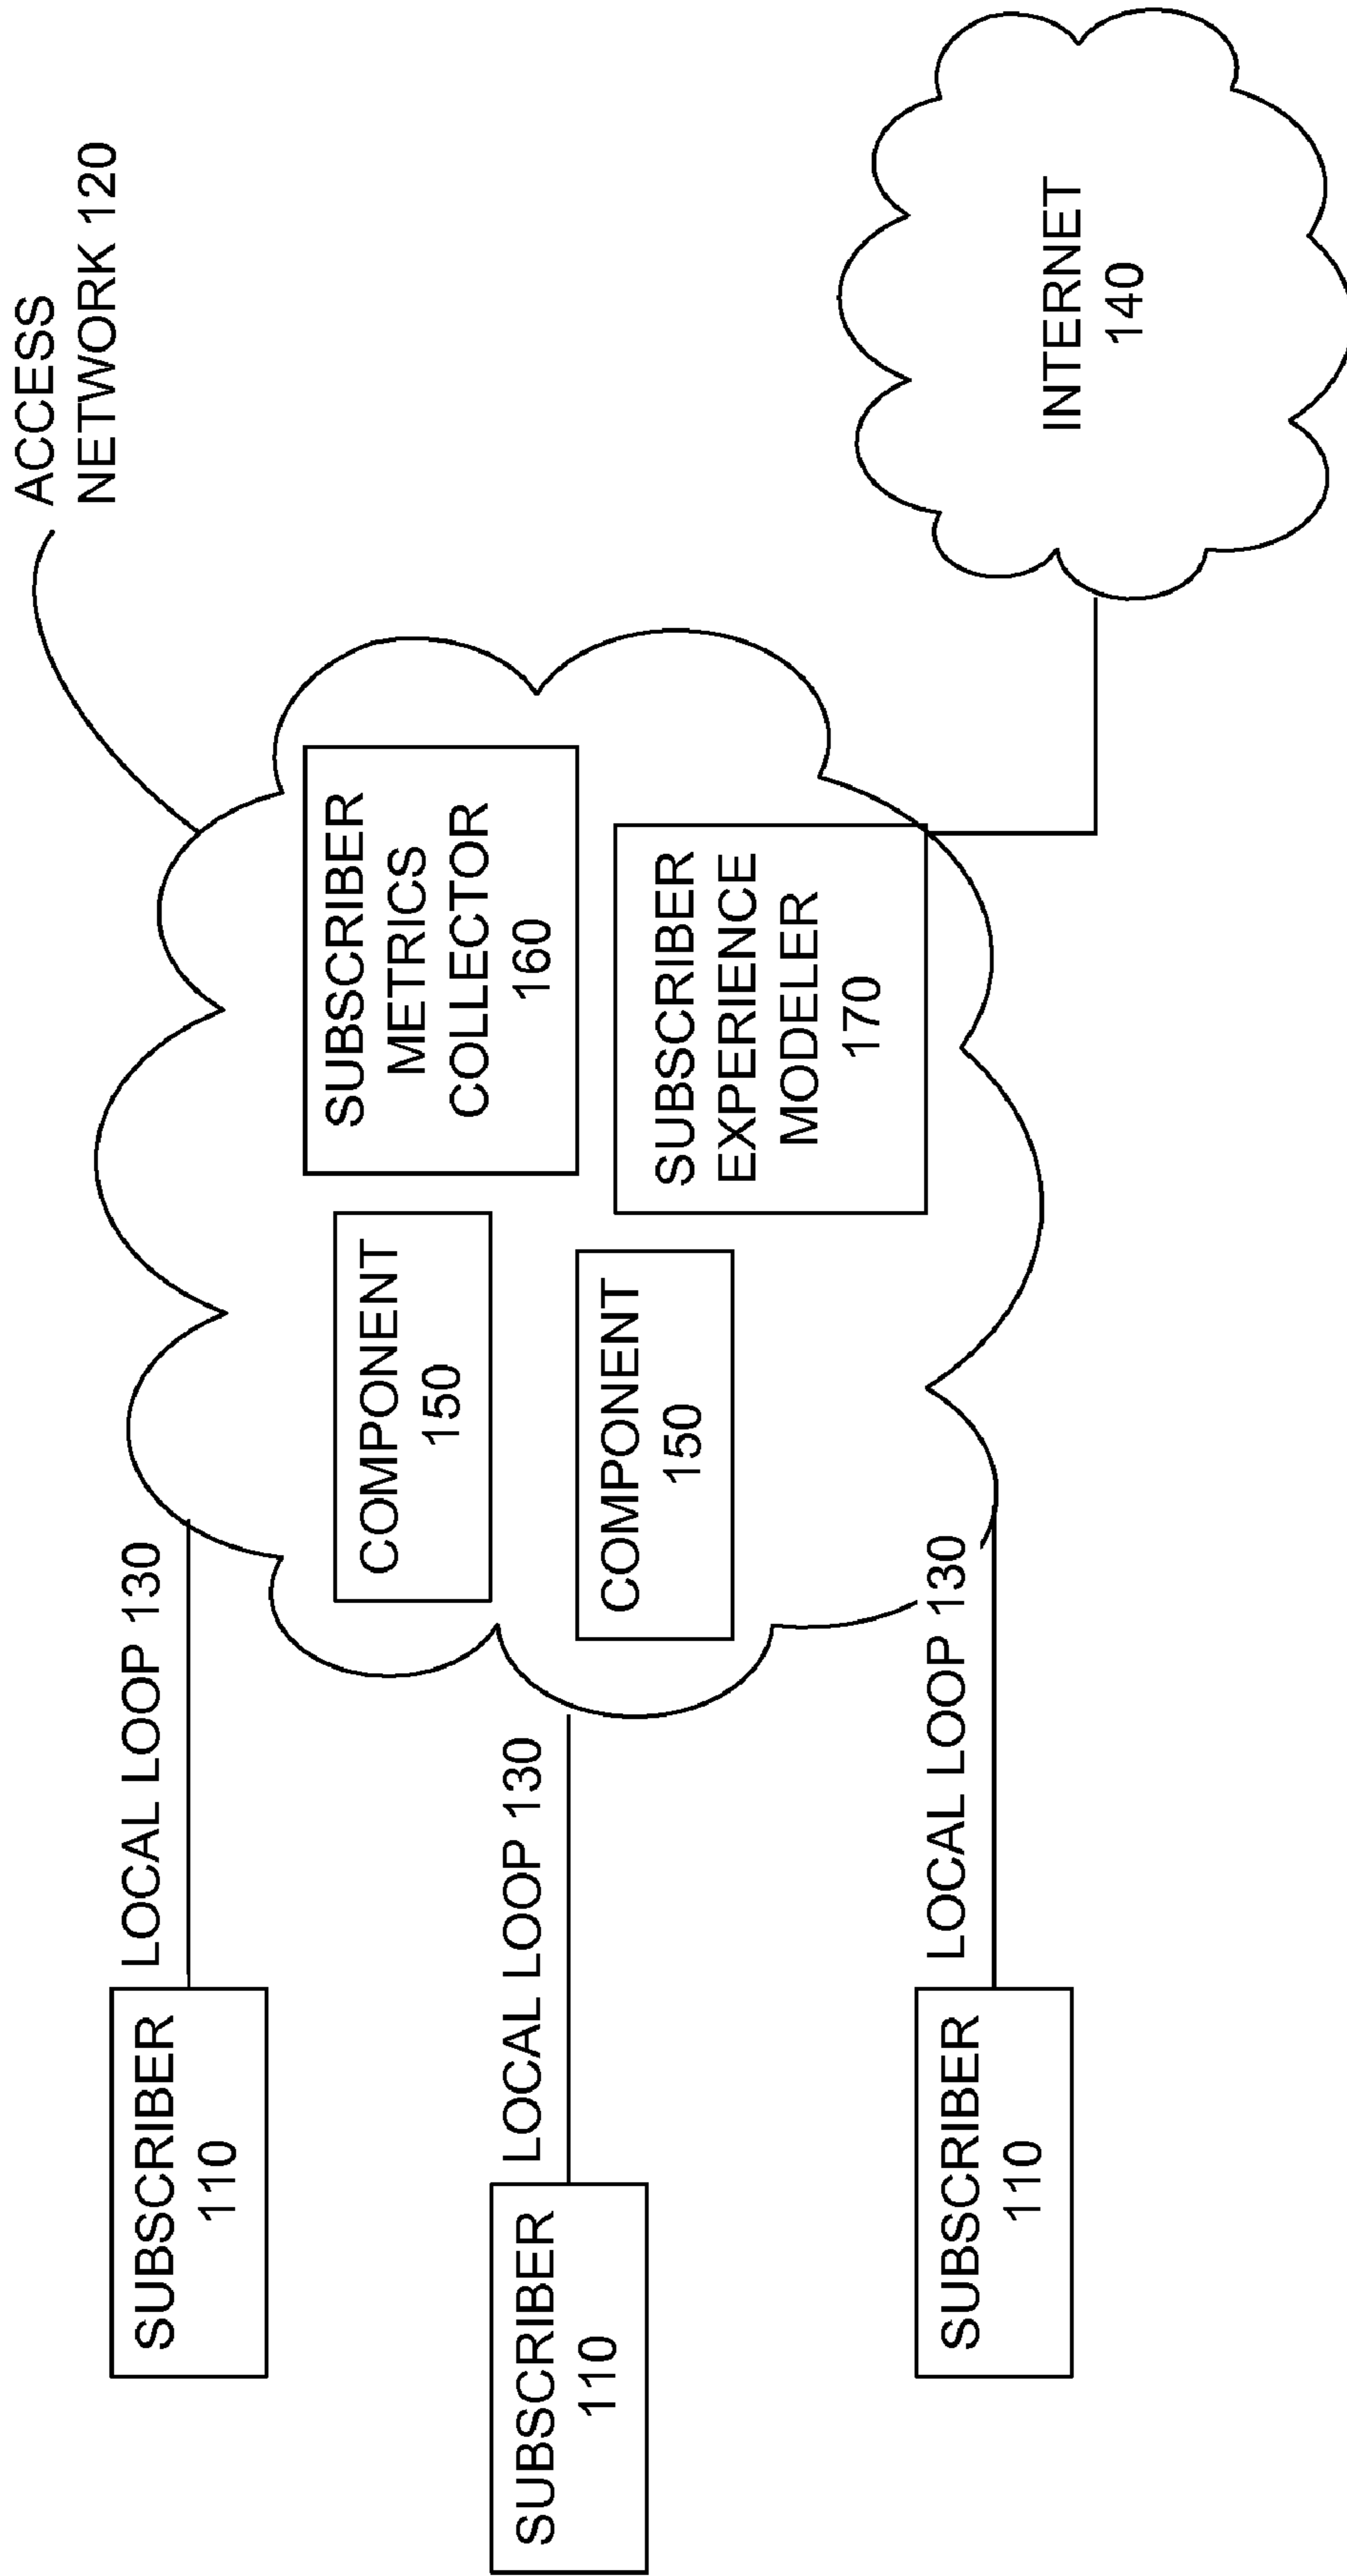 ACCESS
NETWORK 120
SUBSCRIBER
110
LOCAL LOOP 130
COMPONENT
150
SUBSCRIBER
METRICS
COLLECTOR
160
SUBSCRIBER
110
LOCAL LOOP 130
COMPONENT
150
SUBSCRIBER
EXPERIENCE
MODELER
170
SUBSCRIBER
110
LOCAL LOOP 130
INTERNET
140